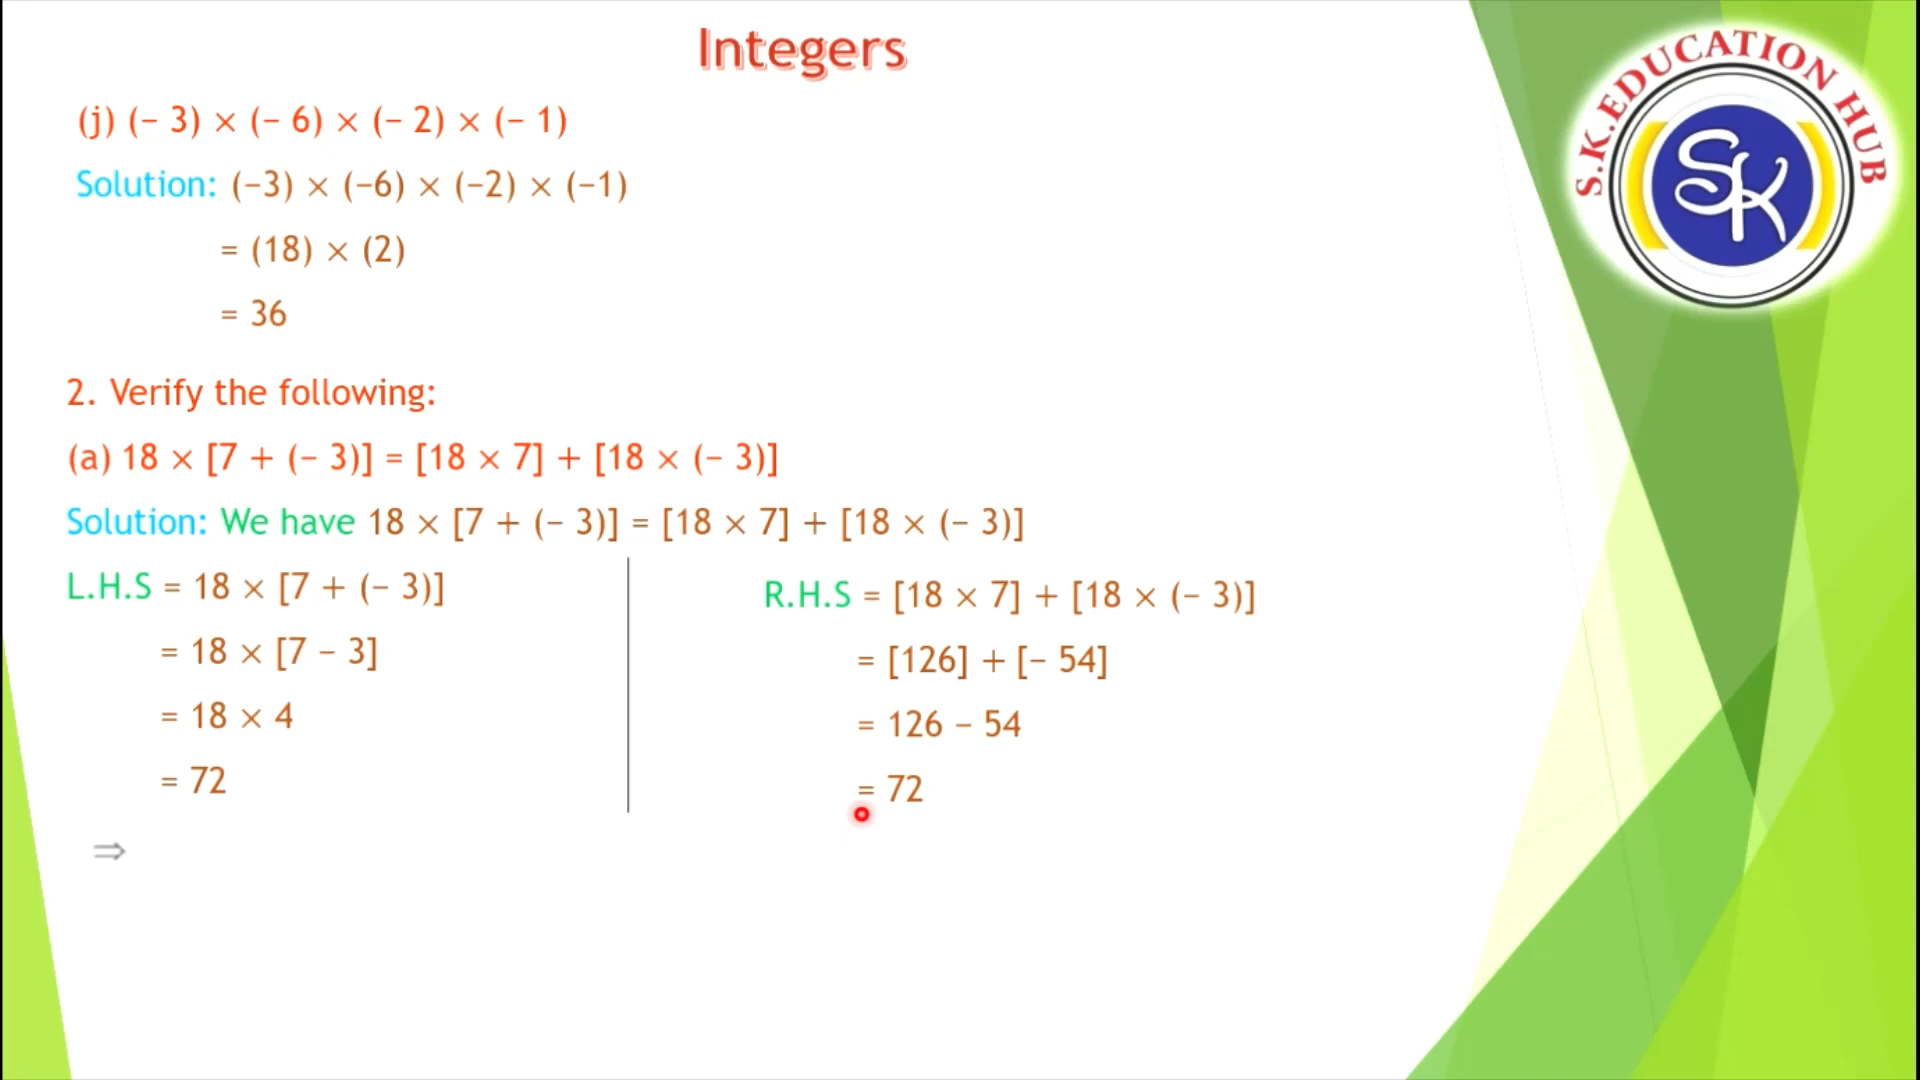 Integers
(j) (− 3) × (− 6) × (− 2) × (− 1)
Solution: (−3) × (−6) × (−2) × (−1)
= (18) × (2)
= 36
2. Verify the following:
(a) 18 × [7 + (− 3)] = [18 × 7] + [18 × (− 3)]
Solution: We have 18 × [7 + (− 3)] = [18 × 7] + [18 × (− 3)]
L.H.S = 18 × [7 + (− 3)]
= 18 × [7 − 3]
= 18 × 4
= 72
R.H.S = [18 × 7] + [18 × (− 3)]
= [126] + [− 54]
= 126 − 54
= 72
⇒
S.K.EDUCATION HUB
SK